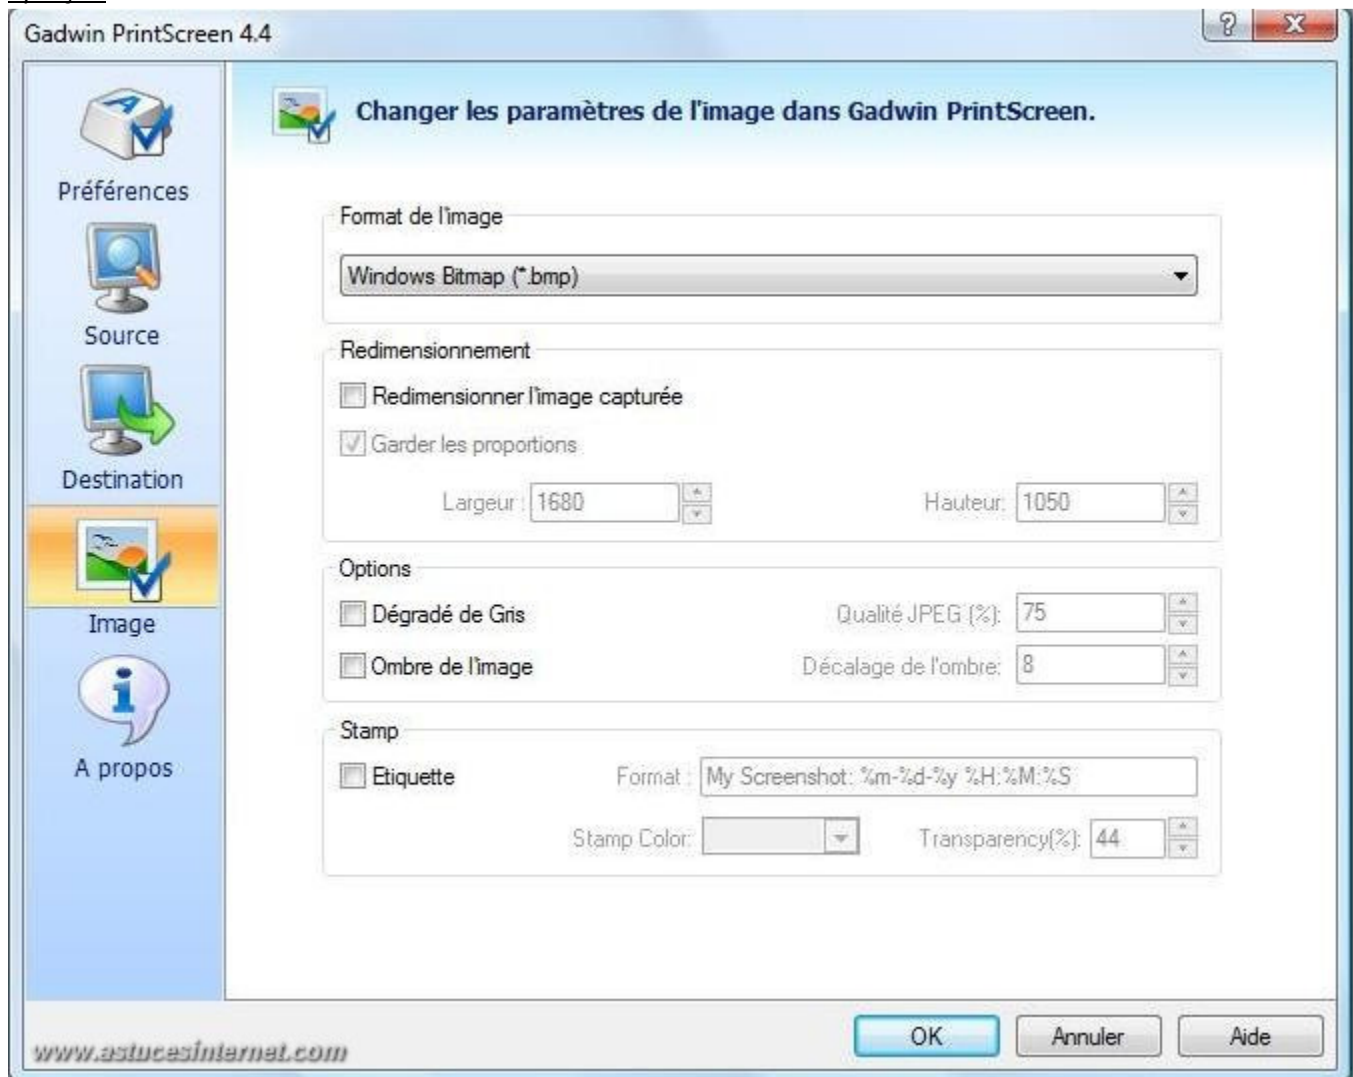 Gadwin PrintScreen 4.4
Changer les paramètres de l'image dans Gadwin PrintScreen.
Préférences
Source
Destination
Image
A propos
Format de l'image
Windows Bitmap (*.bmp)
Redimensionnement
Redimensionner l'image capturée
Garder les proportions
Largeur : 1680
Hauteur: 1050
Options
Dégradé de Gris
Qualité JPEG (%): 75
Ombre de l'image
Décalage de l'ombre: 8
Stamp
Etiquette
Format : My Screenshot: %m-%d-%y %H:%M:%S
Stamp Color:
Transparency(%): 44
OK
Annuler
Aide
www.astucesinternet.com